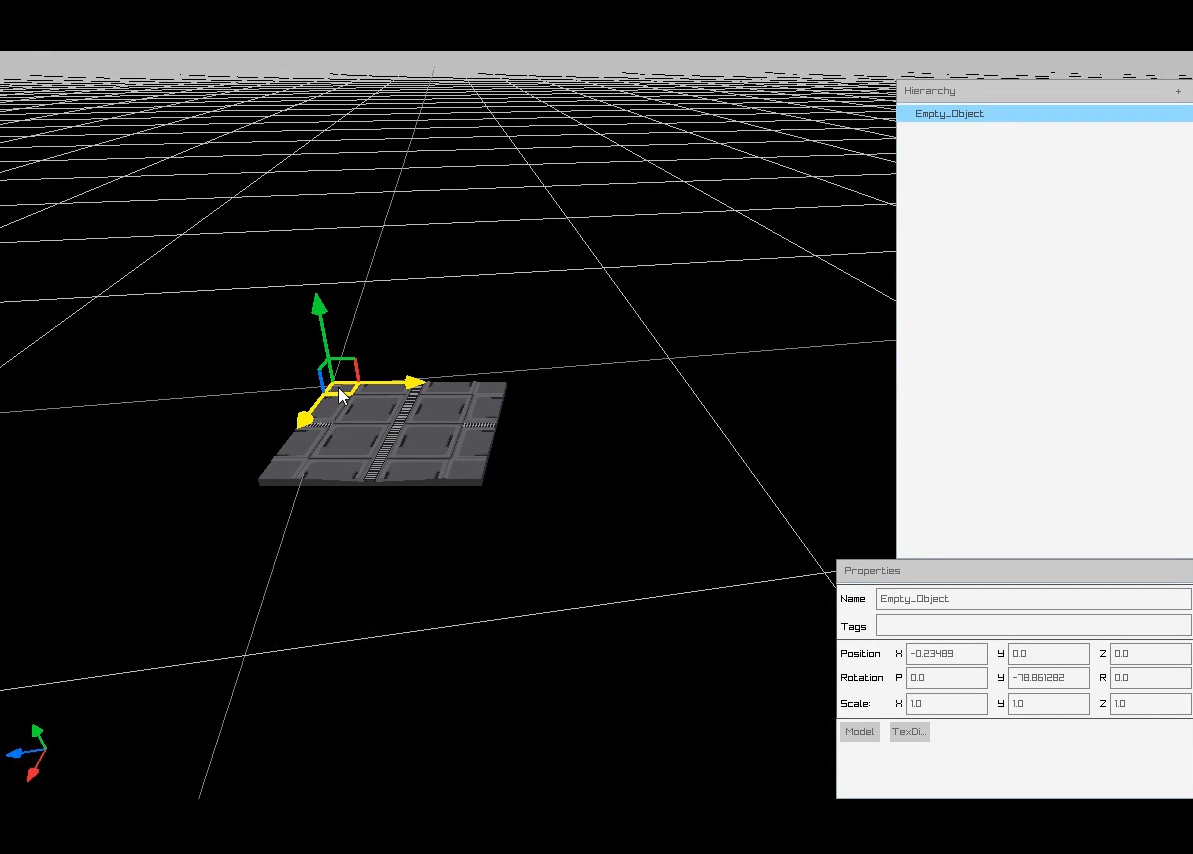 Hierarchy +
Empty_Object
Properties
Name Empty_Object
Tags
Position X -0.23489 Y 0.0 Z 0.0
Rotation P 0.0 Y -78.861282 R 0.0
Scale: X 1.0 Y 1.0 Z 1.0
Model TexDi...